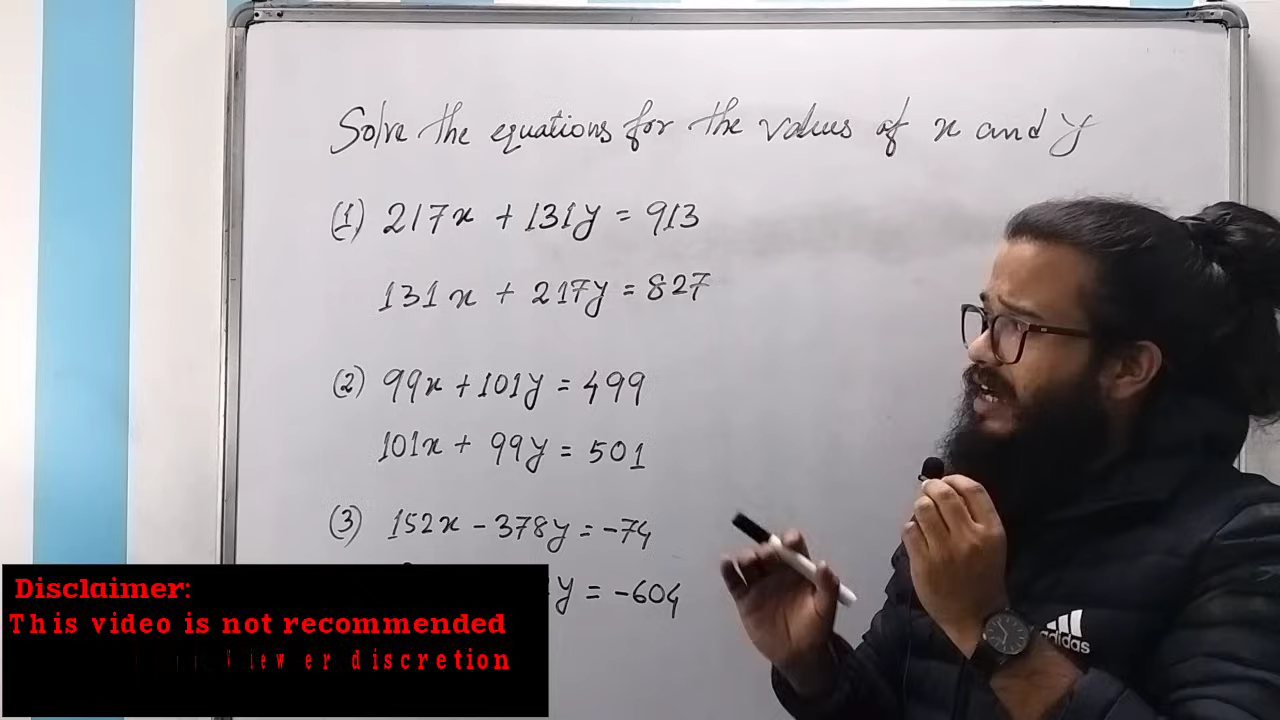 Solve the equations for the values of x and y
(1) 217x + 131y = 913
131x + 217y = 827
(2) 99x + 101y = 499
101x + 99y = 501
(3) 152x - 378y = -74
y = -604
Disclaimer:
This video is not recommended
Viewer discretion
adidas